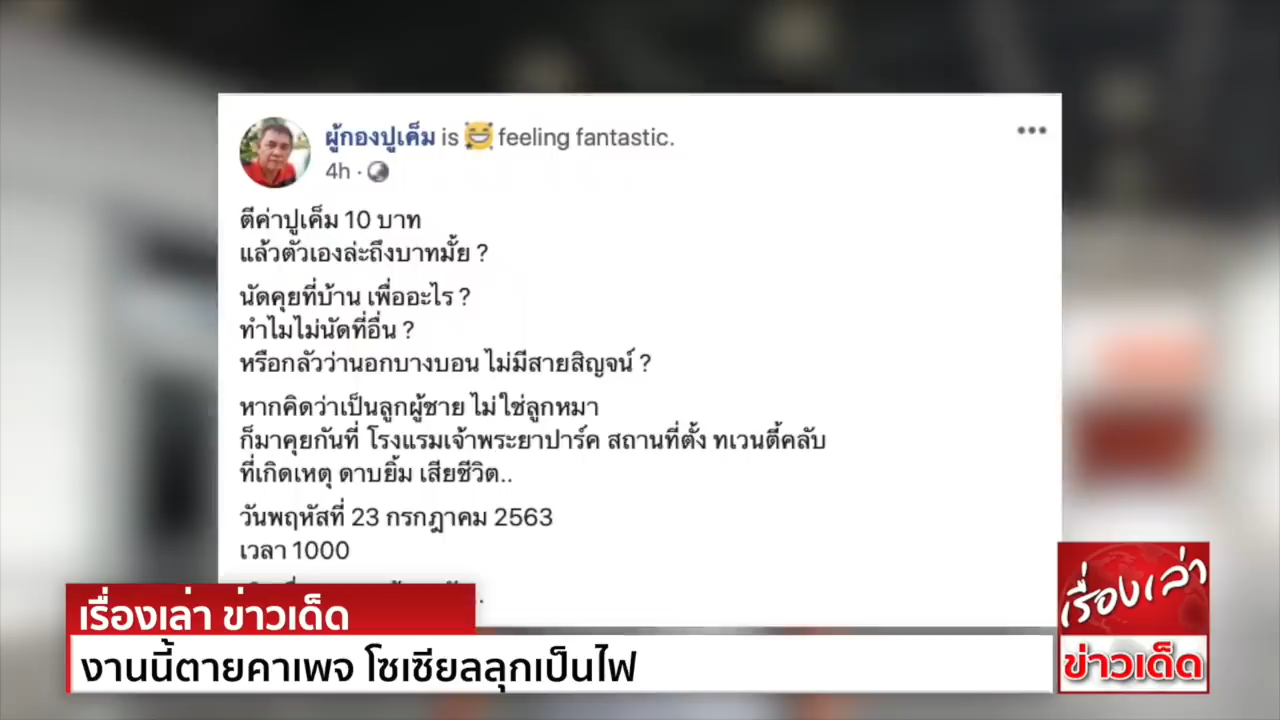 ผู้กองปูเค็ม is feeling fantastic.
4h ·
ตีค่าปูเค็ม 10 บาท
แล้วตัวเองล่ะถึงบาทมั้ย ?
นัดคุยที่บ้าน เพื่ออะไร ?
ทำไมไม่นัดที่อื่น ?
หรือกลัวว่านอกบางบอน ไม่มีสายสิญจน์ ?
หากคิดว่าเป็นลูกผู้ชาย ไม่ใช่ลูกหมา
ก็มาคุยกันที่ โรงแรมเจ้าพระยาปาร์ค สถานที่ตั้ง ทเวนตี้คลับ
ที่เกิดเหตุ ดาบยิ้ม เสียชีวิต..
วันพฤหัสที่ 23 กรกฎาคม 2563
เวลา 1000
เรื่องเล่า ข่าวเด็ด
งานนี้ตายคาเพจ โซเซียลลุกเป็นไฟ
เรื่องเล่า
ข่าวเด็ด